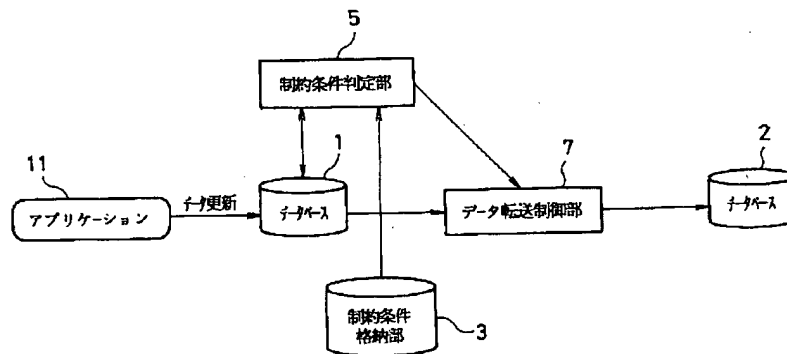 5
制約条件判定部
11
アプリケーション
データ更新
1
データベース
7
データ転送制御部
2
データベース
制約条件
格納部
3